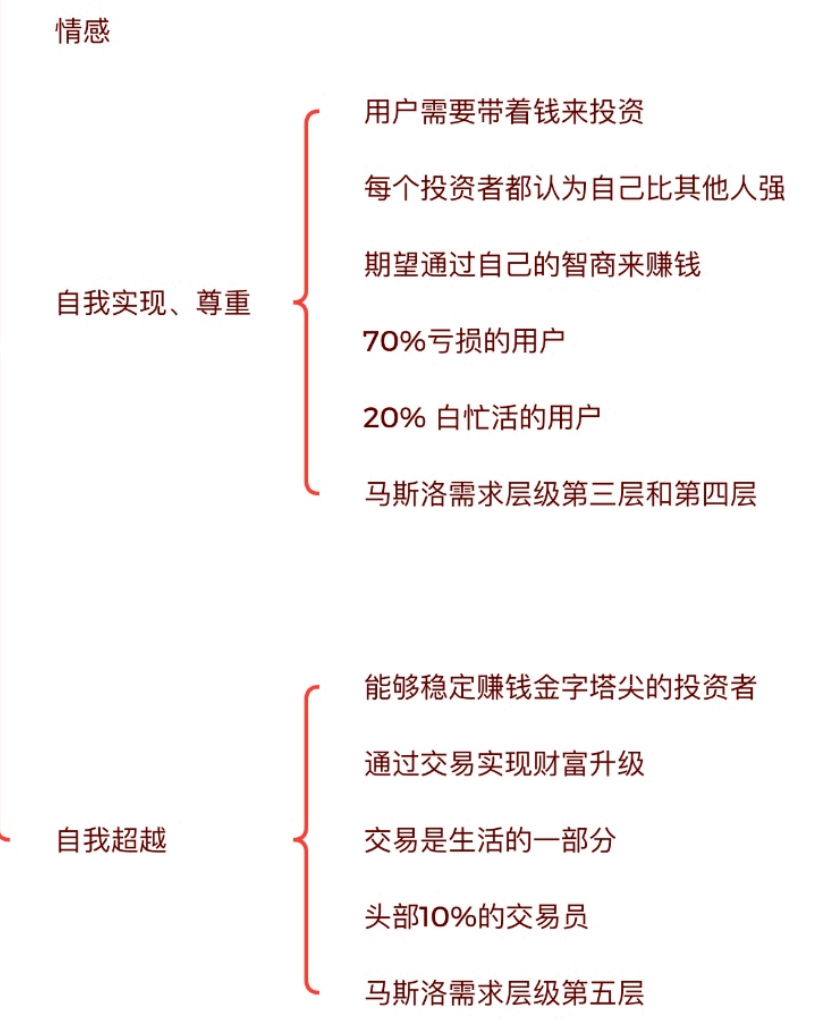 情感
自我实现、尊重
用户需要带着钱来投资
每个投资者都认为自己比其他人强
期望通过自己的智商来赚钱
70%亏损的用户
20% 白忙活的用户
马斯洛需求层级第三层和第四层
自我超越
能够稳定赚钱金字塔尖的投资者
通过交易实现财富升级
交易是生活的一部分
头部10%的交易员
马斯洛需求层级第五层